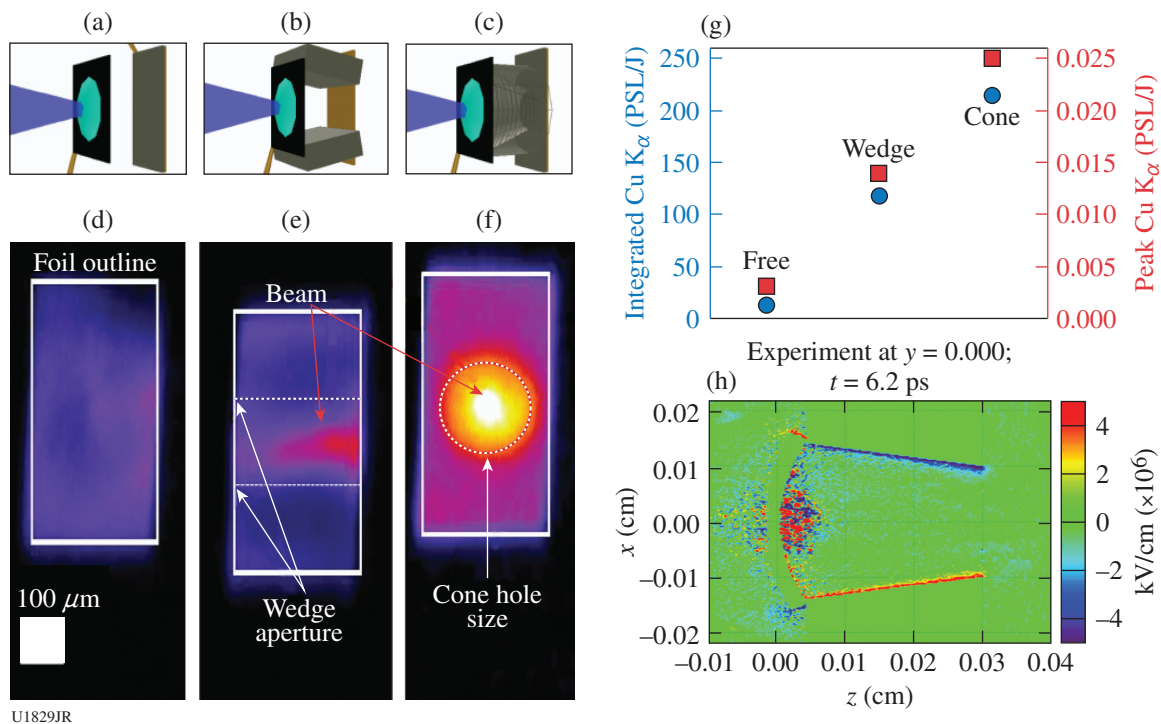 (a)
(b)
(c)
(d)
(e)
(f)
Foil outline
Beam
Wedge
aperture
Cone hole
size
100 μm
U1829JR
(g)
Integrated Cu Kα (PSL/J)
250
200
150
100
50
0
Free
Wedge
Cone
0.025
0.020
0.015
0.010
0.005
0.000
Peak Cu Kα (PSL/J)
Experiment at y = 0.000;
t = 6.2 ps
(h)
x (cm)
0.02
0.01
0.00
−0.01
−0.02
−0.01
0.00
0.01
0.02
0.03
0.04
z (cm)
4
2
0
−2
−4
kV/cm (×10⁶)